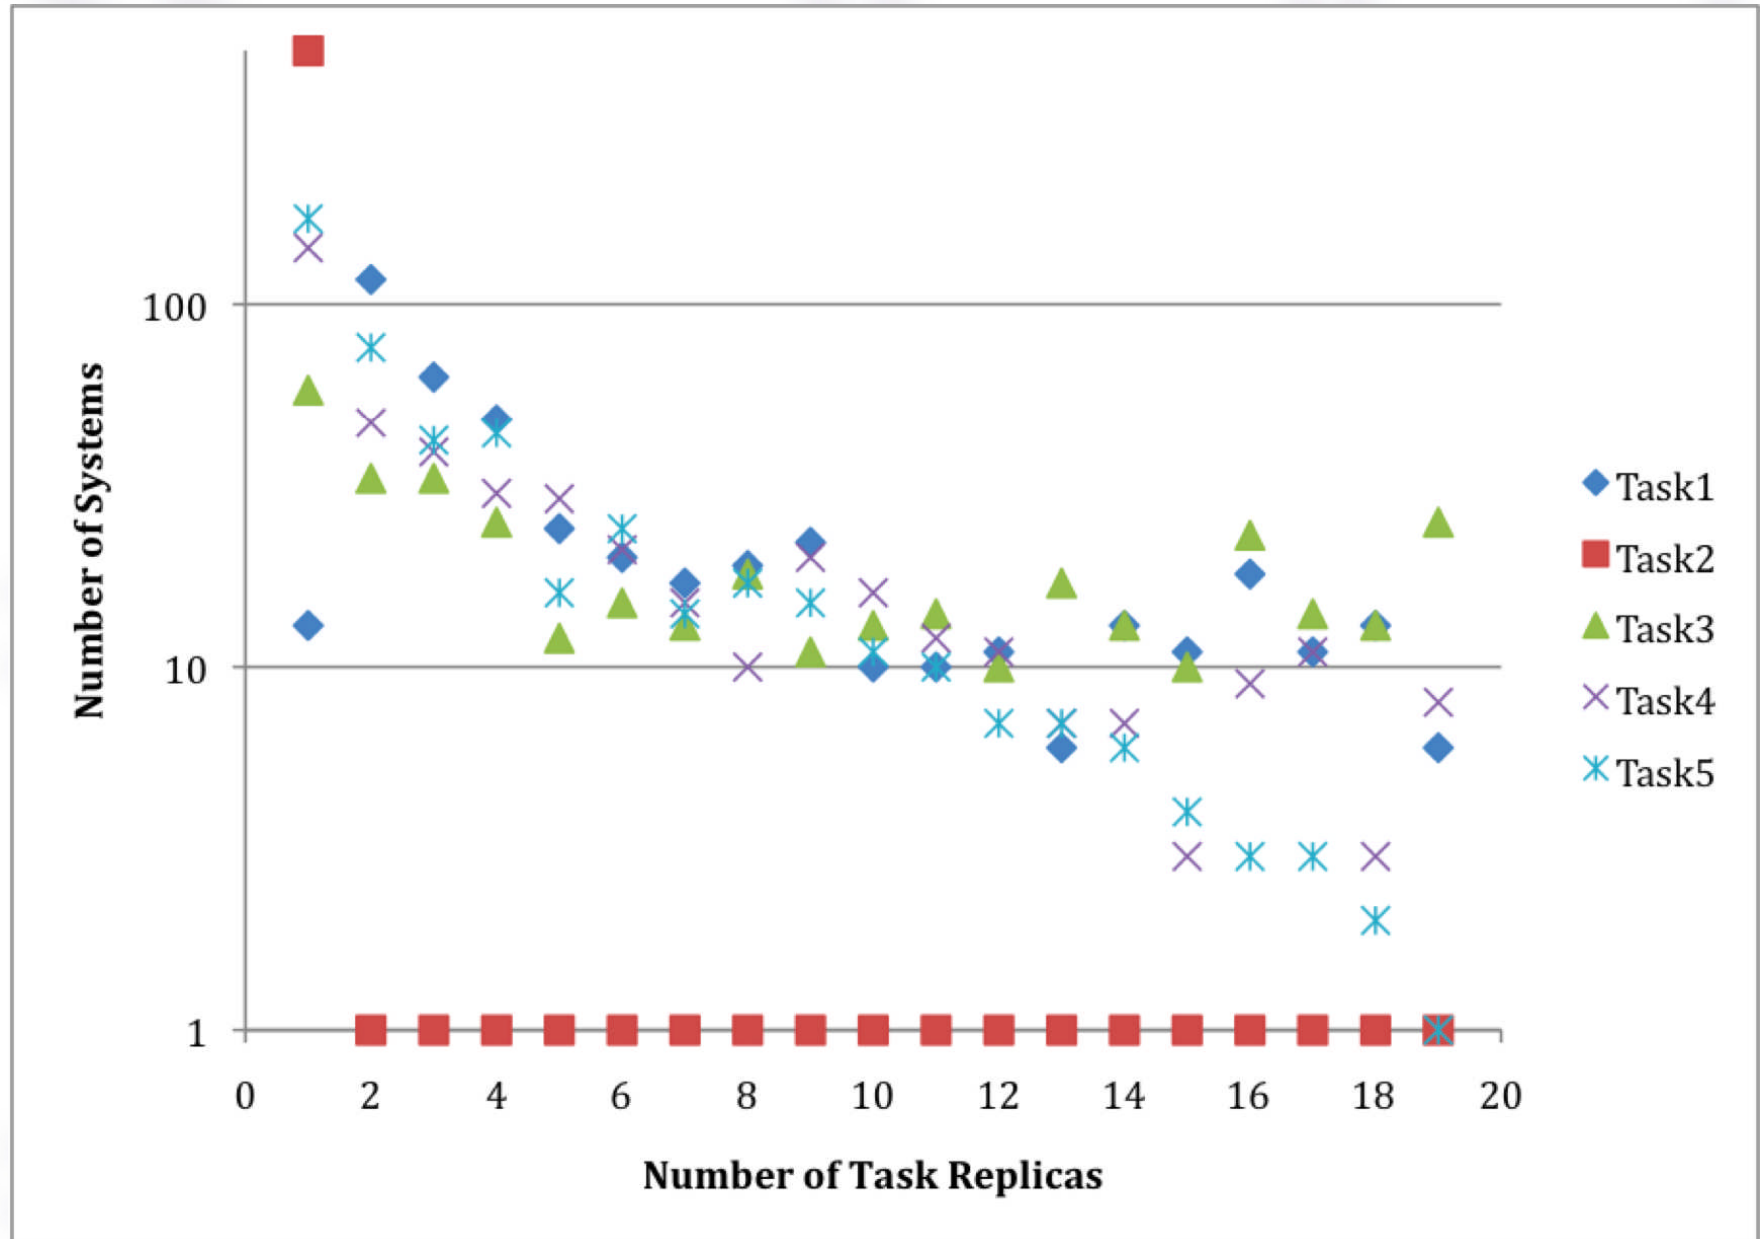 100
10
1
Number of Systems
0 2 4 6 8 10 12 14 16 18 20
Number of Task Replicas
Task1
Task2
Task3
Task4
Task5